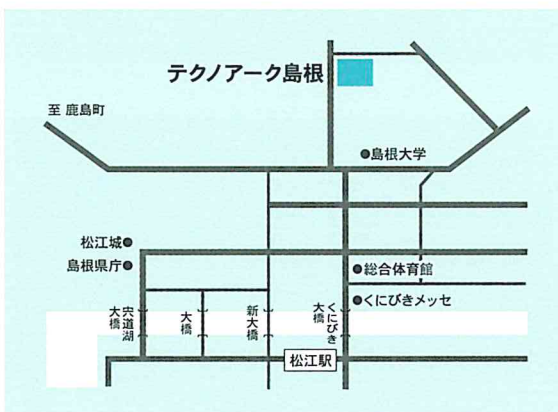 テクノアーク島根
至 鹿島町
島根大学
松江城
島根県庁
総合体育館
くにびきメッセ
宍道湖
大橋
大橋
新大橋
くにびき
大橋
松江駅